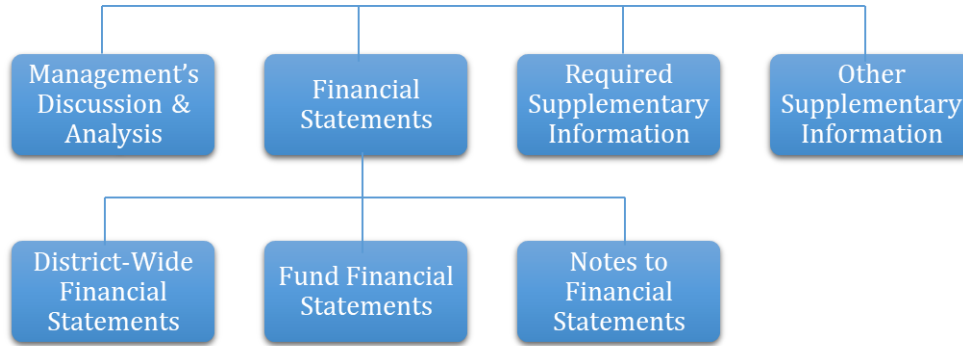 Management's
Discussion &
Analysis
Financial
Statements
Required
Supplementary
Information
Other
Supplementary
Information
District-Wide
Financial
Statements
Fund Financial
Statements
Notes to
Financial
Statements